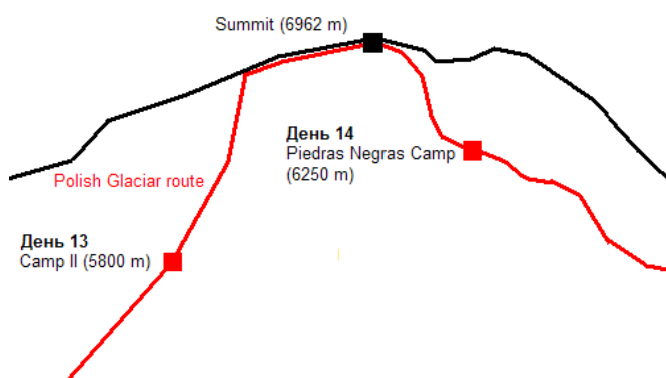 Summit (6962 m)
День 14
Piedras Negras Camp
(6250 m)
Polish Glaciar route
День 13
Camp II (5800 m)